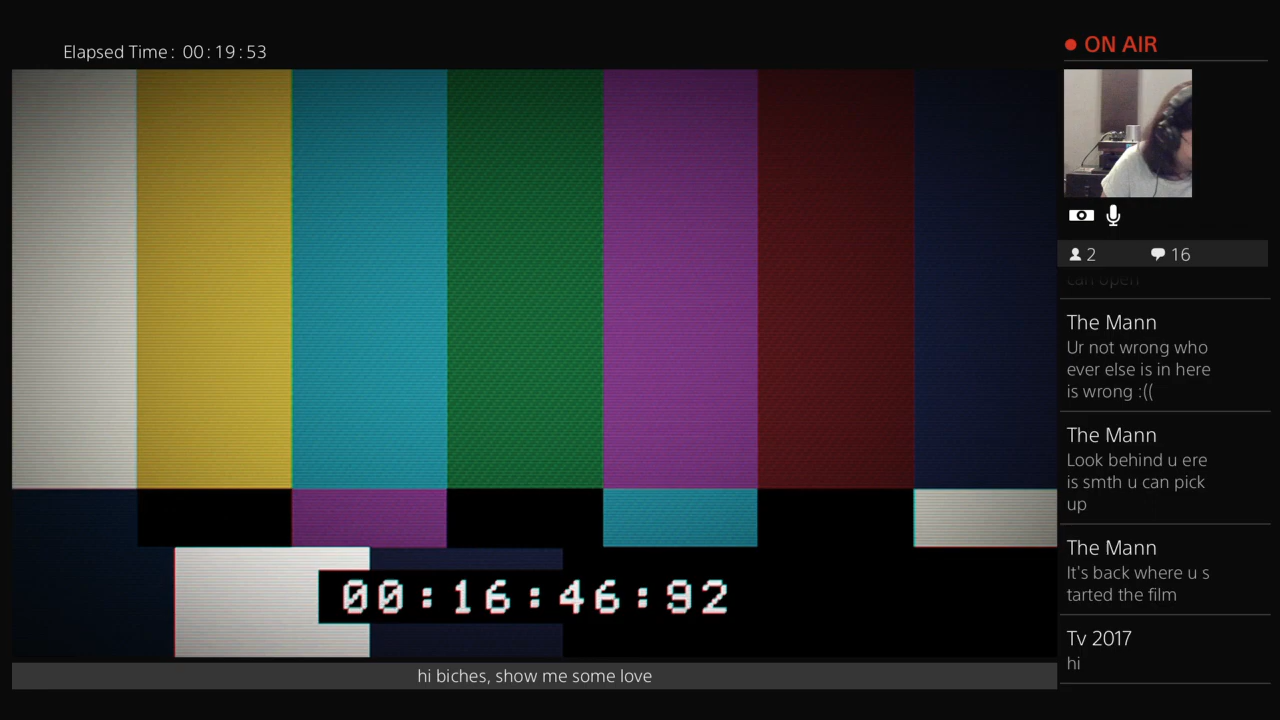 Elapsed Time: 00:19:53
ON AIR
2
16
can open
The Mann
Ur not wrong who
ever else is in here
is wrong :((
The Mann
Look behind u ere
is smth u can pick
up
The Mann
It's back where u s
tarted the film
Tv 2017
hi
00:16:46:92
hi biches, show me some love